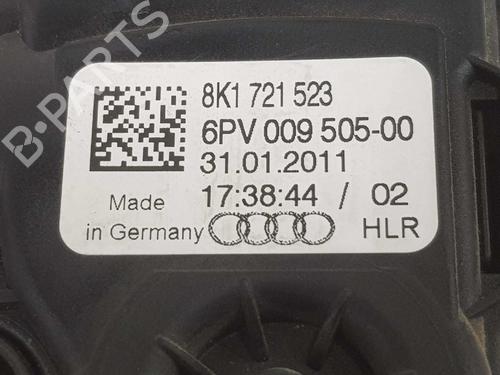 B-PARTS
8K1 721 523
6PV 009 505-00
31.01.2011
17:38:44 / 02
Made
in Germany
HLR